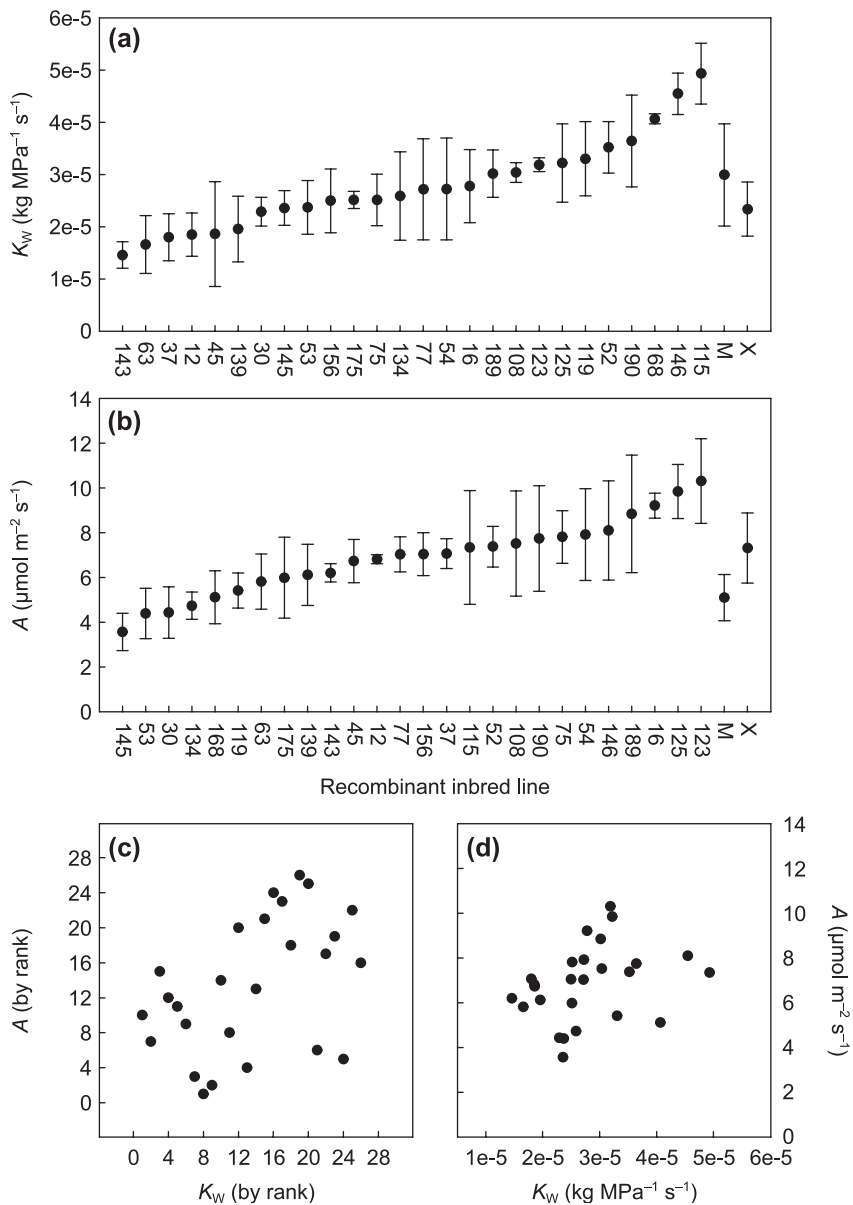 (a)
6e-5
5e-5
4e-5
3e-5
2e-5
1e-5
0
K_W (kg MPa⁻¹ s⁻¹)
143 63 37 12 45 139 30 145 53 156 175 75 134 77 54 16 189 108 123 125 119 52 190 168 146 115 M X
(b)
14
12
10
8
6
4
2
0
A (µmol m⁻² s⁻¹)
145 53 30 134 168 119 63 175 139 143 45 12 77 156 37 115 52 108 190 75 54 146 189 16 125 123 M X
Recombinant inbred line
(c)
28
24
20
16
12
8
4
0
A (by rank)
0 4 8 12 16 20 24 28
K_W (by rank)
(d)
14
12
10
8
6
4
2
0
A (µmol m⁻² s⁻¹)
1e-5 2e-5 3e-5 4e-5 5e-5 6e-5
K_W (kg MPa⁻¹ s⁻¹)